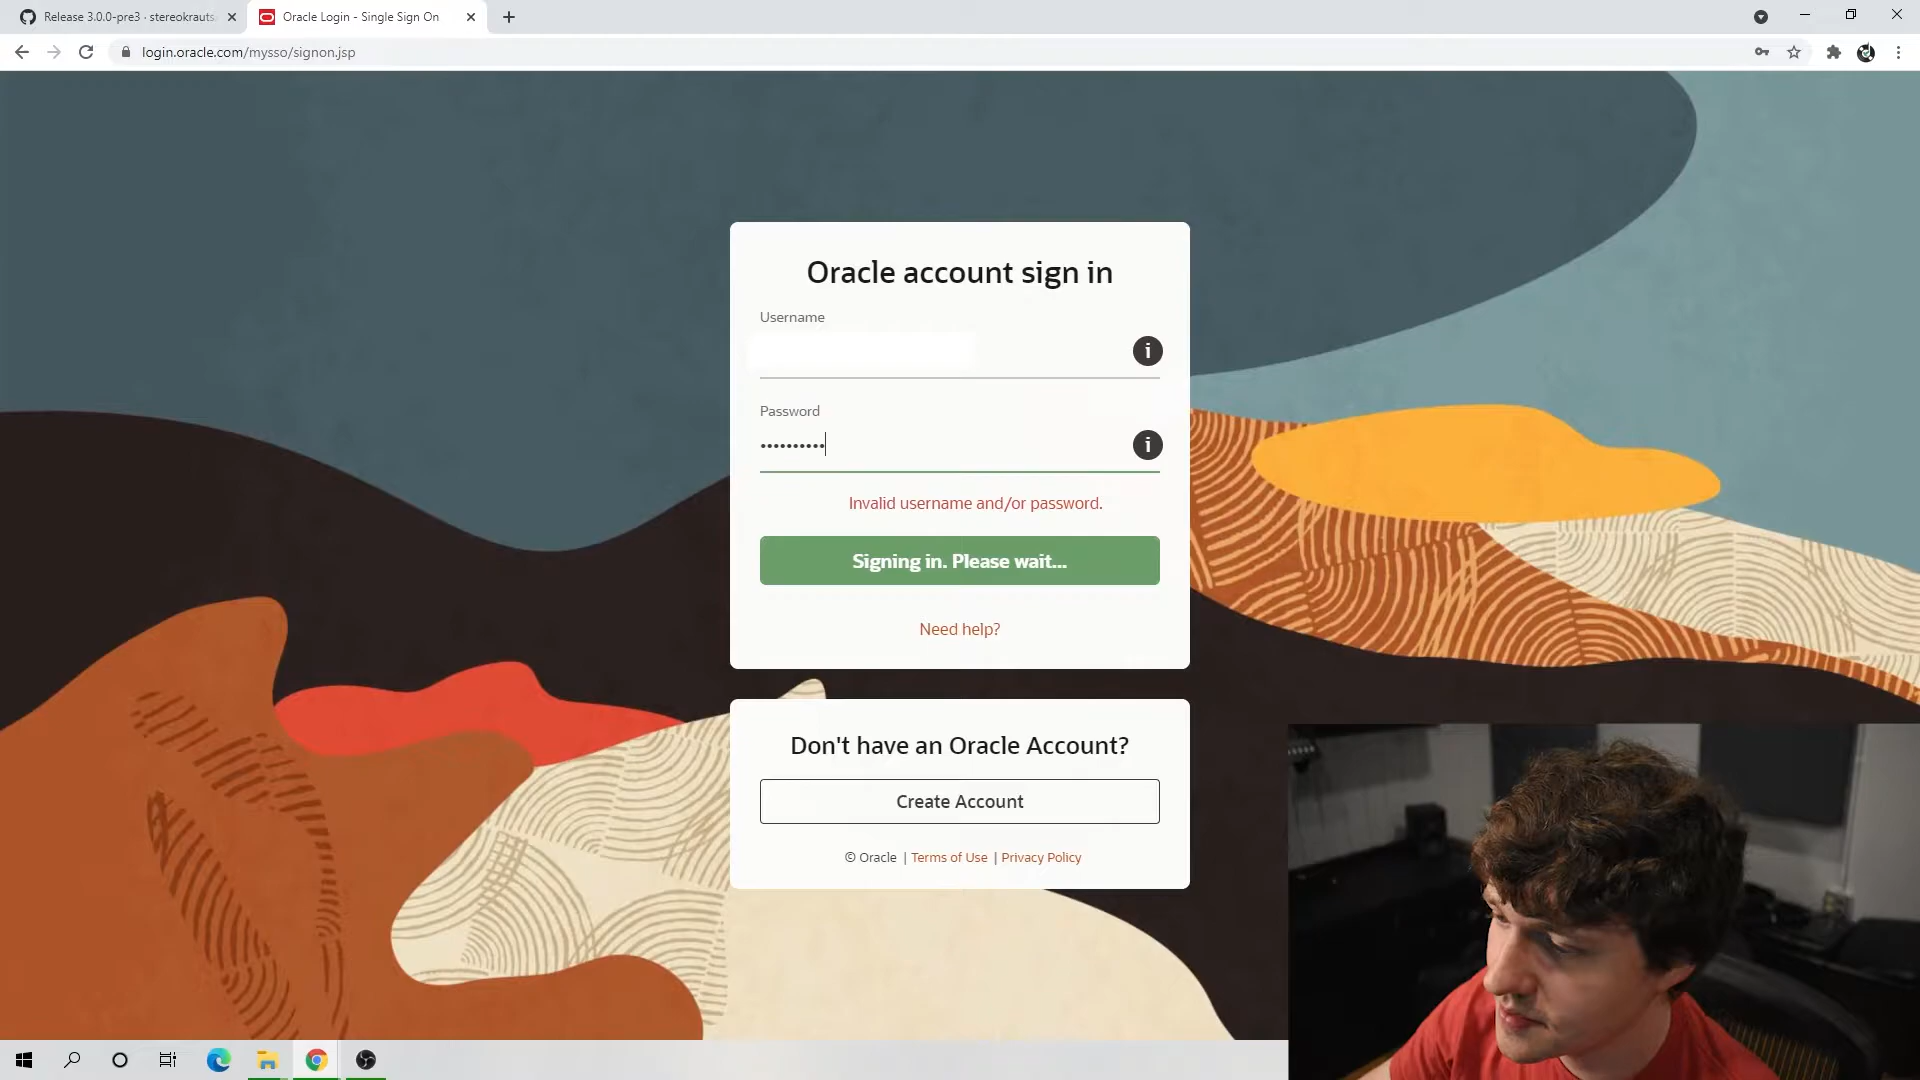 Release 3.0.0-pre3 · stereokrauts
Oracle Login - Single Sign On
login.oracle.com/mysso/signon.jsp
Oracle account sign in
Username
i
Password
••••••••••
i
Invalid username and/or password.
Signing in. Please wait...
Need help?
Don't have an Oracle Account?
Create Account
© Oracle | Terms of Use | Privacy Policy